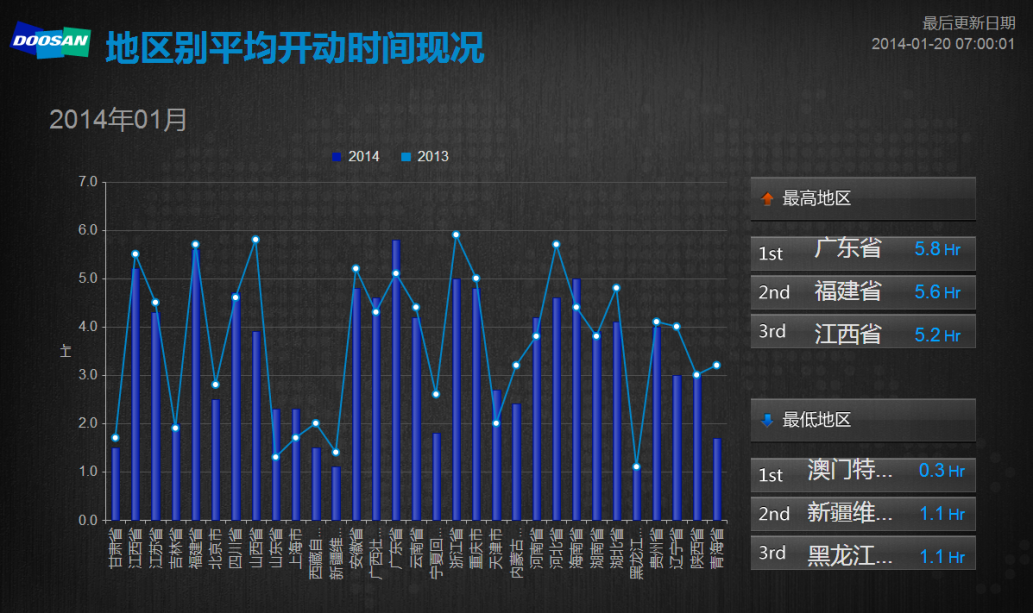 DOOSAN
地区别平均开动时间现况
最后更新日期
2014-01-20 07:00:01
2014年01月
2014
2013
7.0
6.0
5.0
4.0
3.0
2.0
1.0
0.0
Hr
甘肃省
江西省
江苏省
吉林省
福建省
北京市
四川省
山西省
山东省
上海市
西藏自...
新疆维...
安徽省
广西壮...
广东省
云南省
宁夏回...
浙江省
重庆市
天津市
内蒙古...
河南省
河北省
海南省
湖南省
湖北省
黑龙江...
贵州省
辽宁省
陕西省
青海省
最高地区
1st 广东省 5.8 Hr
2nd 福建省 5.6 Hr
3rd 江西省 5.2 Hr
最低地区
1st 澳门特... 0.3 Hr
2nd 新疆维... 1.1 Hr
3rd 黑龙江... 1.1 Hr